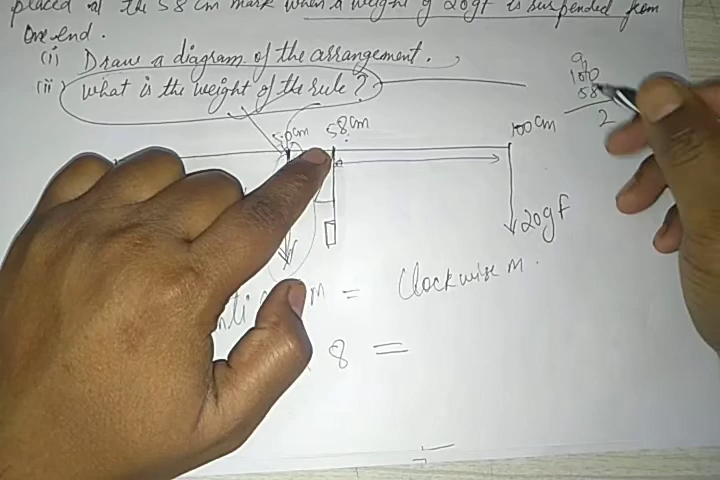 placed at the 58 cm mark when a weight of 20gf is suspended from
one end.
(i) Draw a diagram of the arrangement.
(ii) What is the weight of the rule?
100
58
2
50cm 58cm 100cm
20gf
anti m = Clockwise m.
8 =